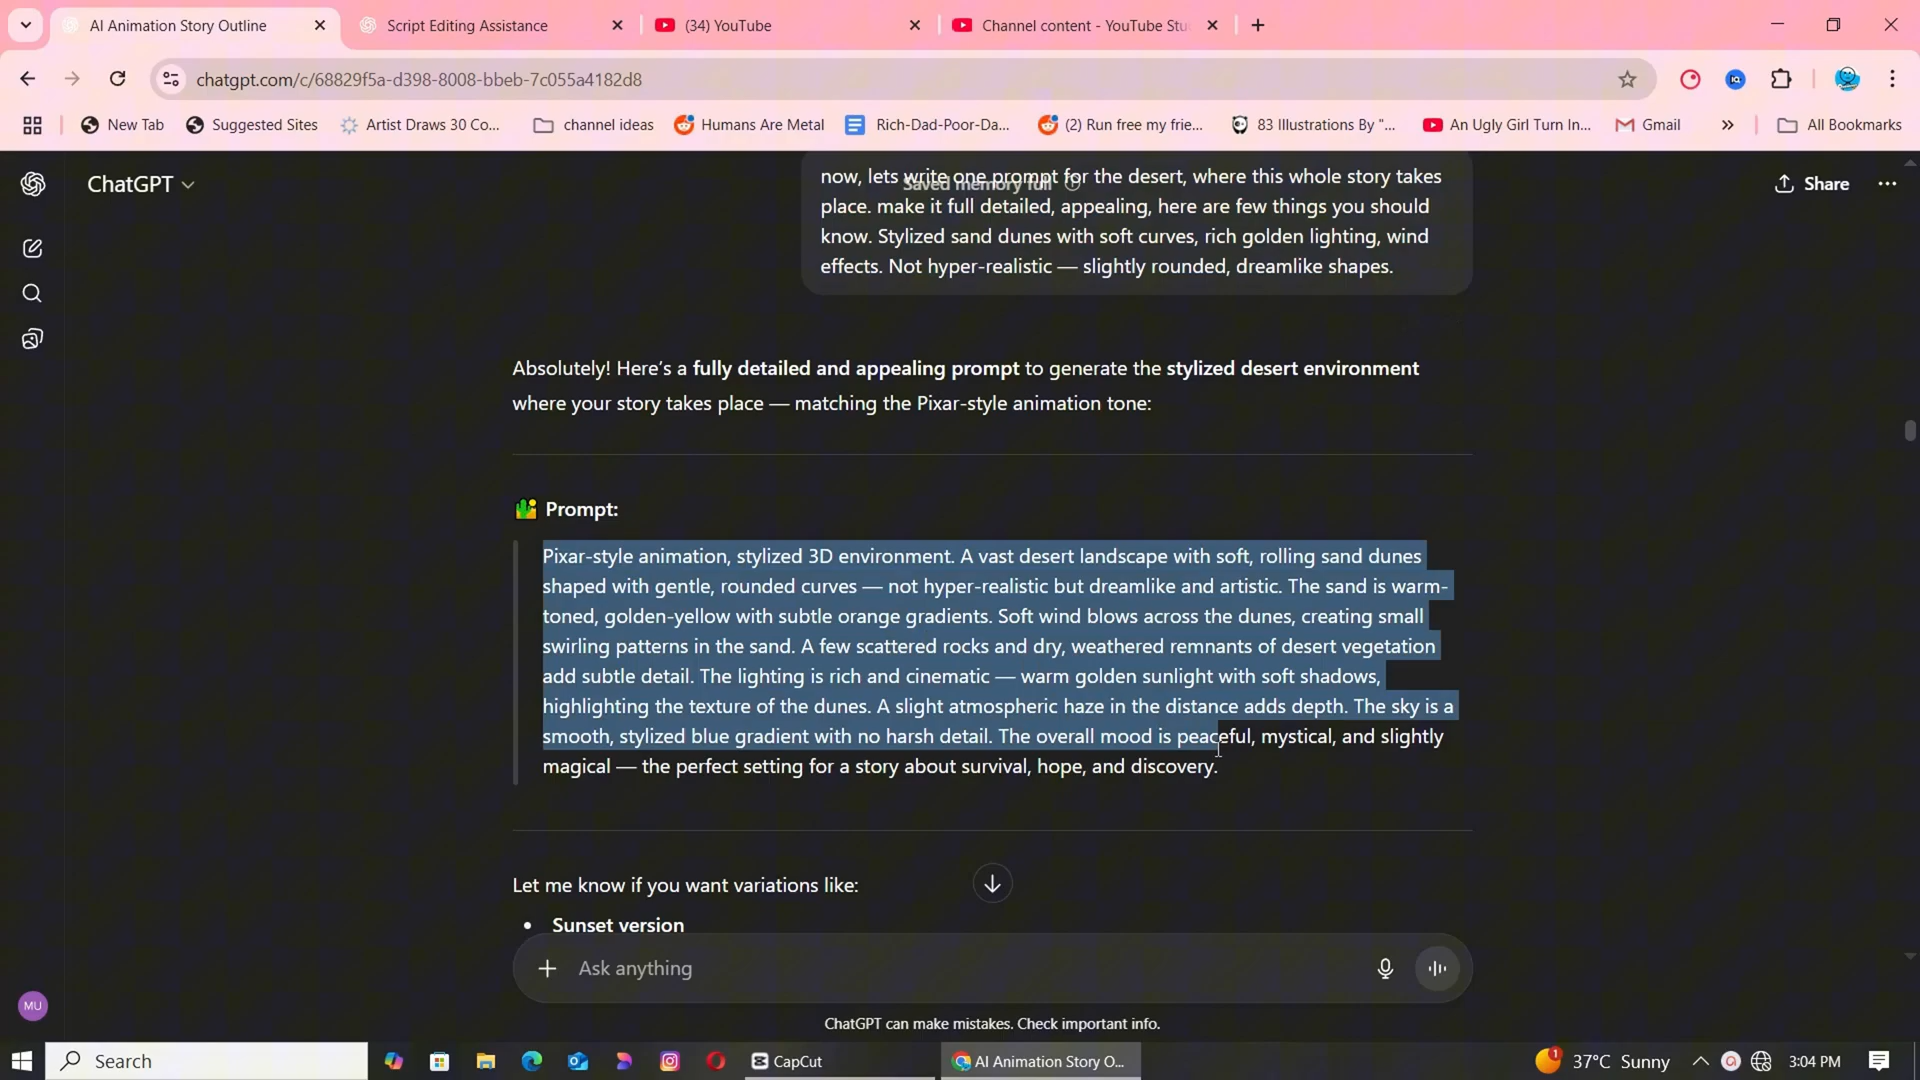 AI Animation Story Outline
Script Editing Assistance
(34) YouTube
Channel content - YouTube Stu
chatgpt.com/c/68829f5a-d398-8008-bbeb-7c055a4182d8
New Tab
Suggested Sites
Artist Draws 30 Co...
channel ideas
Humans Are Metal
Rich-Dad-Poor-Da...
(2) Run free my frie...
83 Illustrations By "...
An Ugly Girl Turn In...
Gmail
All Bookmarks
ChatGPT
Saved memory full
Share
now, lets write one prompt for the desert, where this whole story takes
place. make it full detailed, appealing, here are few things you should
know. Stylized sand dunes with soft curves, rich golden lighting, wind
effects. Not hyper-realistic — slightly rounded, dreamlike shapes.
Absolutely! Here's a fully detailed and appealing prompt to generate the stylized desert environment
where your story takes place — matching the Pixar-style animation tone:
Prompt:
Pixar-style animation, stylized 3D environment. A vast desert landscape with soft, rolling sand dunes
shaped with gentle, rounded curves — not hyper-realistic but dreamlike and artistic. The sand is warm-
toned, golden-yellow with subtle orange gradients. Soft wind blows across the dunes, creating small
swirling patterns in the sand. A few scattered rocks and dry, weathered remnants of desert vegetation
add subtle detail. The lighting is rich and cinematic — warm golden sunlight with soft shadows,
highlighting the texture of the dunes. A slight atmospheric haze in the distance adds depth. The sky is a
smooth, stylized blue gradient with no harsh detail. The overall mood is peaceful, mystical, and slightly
magical — the perfect setting for a story about survival, hope, and discovery.
Let me know if you want variations like:
• Sunset version
Ask anything
MU
ChatGPT can make mistakes. Check important info.
Search
CapCut
AI Animation Story O...
1
37°C Sunny
3:04 PM